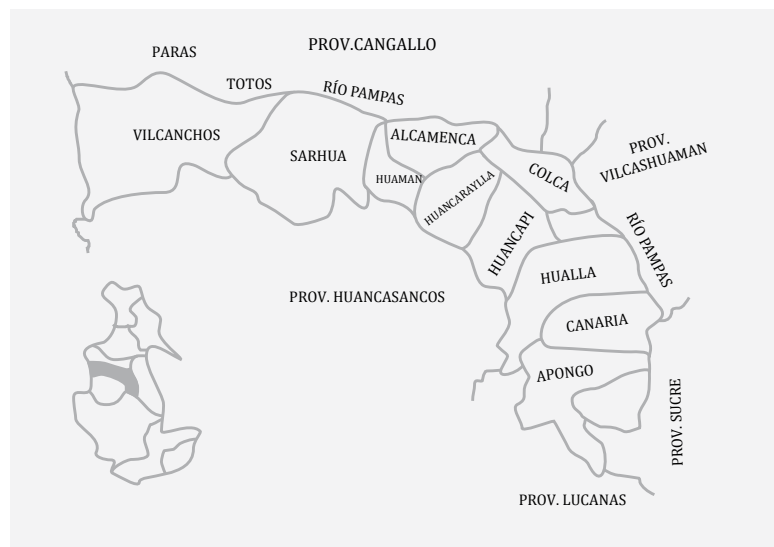 PROV.CANGALLO
PARAS
TOTOS
RÍO PAMPAS
VILCANCHOS
SARHUA
ALCAMENCA
HUAMAN
HUANCARAYLLA
COLCA
PROV.
VILCASHUAMAN
HUANCAPI
RÍO PAMPAS
HUALLA
PROV. HUANCASANCOS
CANARIA
APONGO
PROV. SUCRE
PROV. LUCANAS